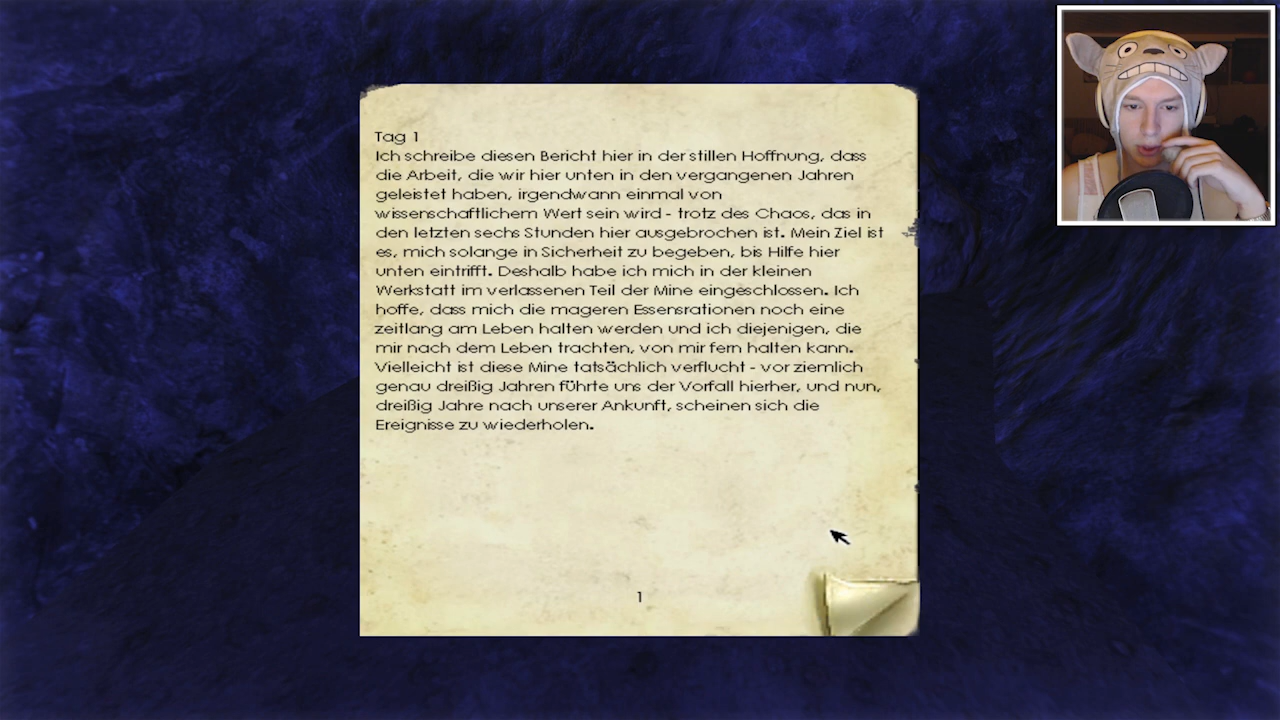 Tag 1
Ich schreibe diesen Bericht hier in der stillen Hoffnung, dass
die Arbeit, die wir hier unten in den vergangenen Jahren
geleistet haben, irgendwann einmal von
wissenschaftlichem Wert sein wird - trotz des Chaos, das in
den letzten sechs Stunden hier ausgebrochen ist. Mein Ziel ist
es, mich solange in Sicherheit zu begeben, bis Hilfe hier
unten eintrifft. Deshalb habe ich mich in der kleinen
Werkstatt im verlassenen Teil der Mine eingeschlossen. Ich
hoffe, dass mich die mageren Essensrationen noch eine
zeitlang am Leben halten werden und ich diejenigen, die
mir nach dem Leben trachten, von mir fern halten kann.
Vielleicht ist diese Mine tatsächlich verflucht - vor ziemlich
genau dreißig Jahren führte uns der Vorfall hierher, und nun,
dreißig Jahre nach unserer Ankunft, scheinen sich die
Ereignisse zu wiederholen.
1